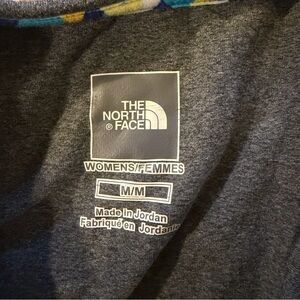 THE
NORTH
® FACE
WOMENS/FEMMES
M/M
Made in Jordan
Fabriqué en Jordanie